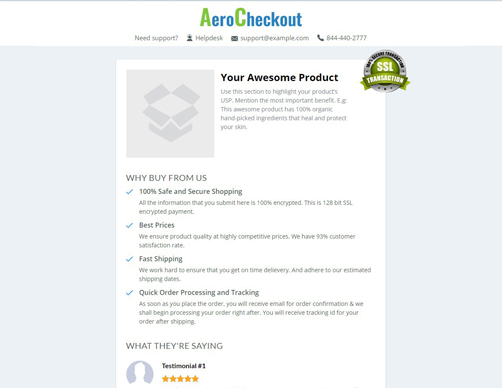 AeroCheckout
Need support? Helpdesk support@example.com 844-440-2777
Your Awesome Product
Use this section to highlight your product's
USP. Mention the most important benefit. E.g:
This awesome product has 100% organic
hand-picked ingredients that heal and protect
your skin.
SSL
TRANSACTION
WHY BUY FROM US
100% Safe and Secure Shopping
All the information that you submit here is 100% encrypted. This is 128 bit SSL
encrypted payment.
Best Prices
We ensure product quality at highly competitive prices. We have 93% customer
satisfaction rate.
Fast Shipping
We work hard to ensure that you get on time delievery. And adhere to our estimated
shipping dates.
Quick Order Processing and Tracking
As soon as you place the order, you will receive email for order confirmation & we
shall begin processing your order right after. You will receive tracking id for your
order after shipping.
WHAT THEY'RE SAYING
Testimonial #1